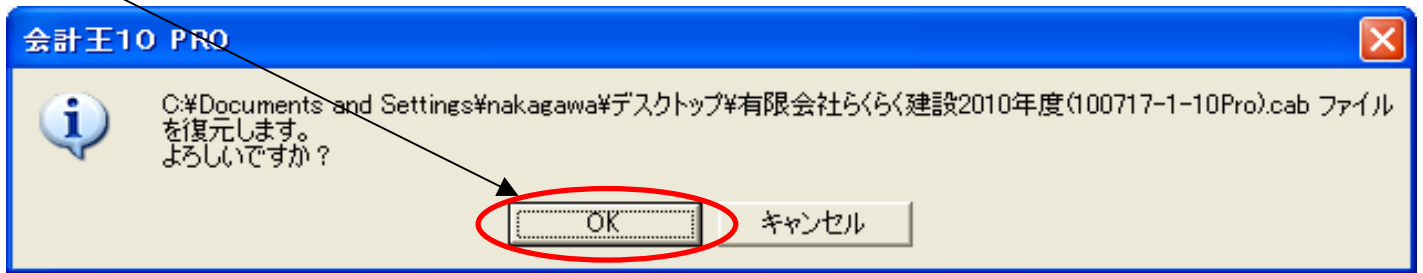 会計王10 PRO
C:¥Documents and Settings¥nakagawa¥デスクトップ¥有限会社らくらく建設2010年度(100717-1-10Pro).cab ファイル
を復元します。
よろしいですか？
OK
キャンセル